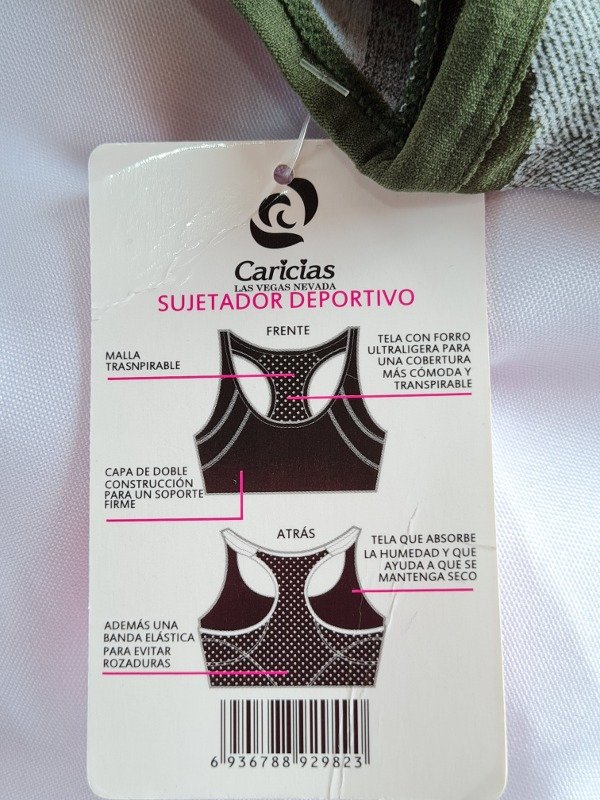 Caricias
LAS VEGAS NEVADA
SUJETADOR DEPORTIVO
FRENTE
MALLA
TRASNPIRABLE
TELA CON FORRO
ULTRALIGERA PARA
UNA COBERTURA
MÁS CÓMODA Y
TRANSPIRABLE
CAPA DE DOBLE
CONSTRUCCIÓN
PARA UN SOPORTE
FIRME
ATRÁS
TELA QUE ABSORBE
LA HUMEDAD Y QUE
AYUDA A QUE SE
MANTENGA SECO
ADEMÁS UNA
BANDA ELÁSTICA
PARA EVITAR
ROZADURAS
6 936788 929823